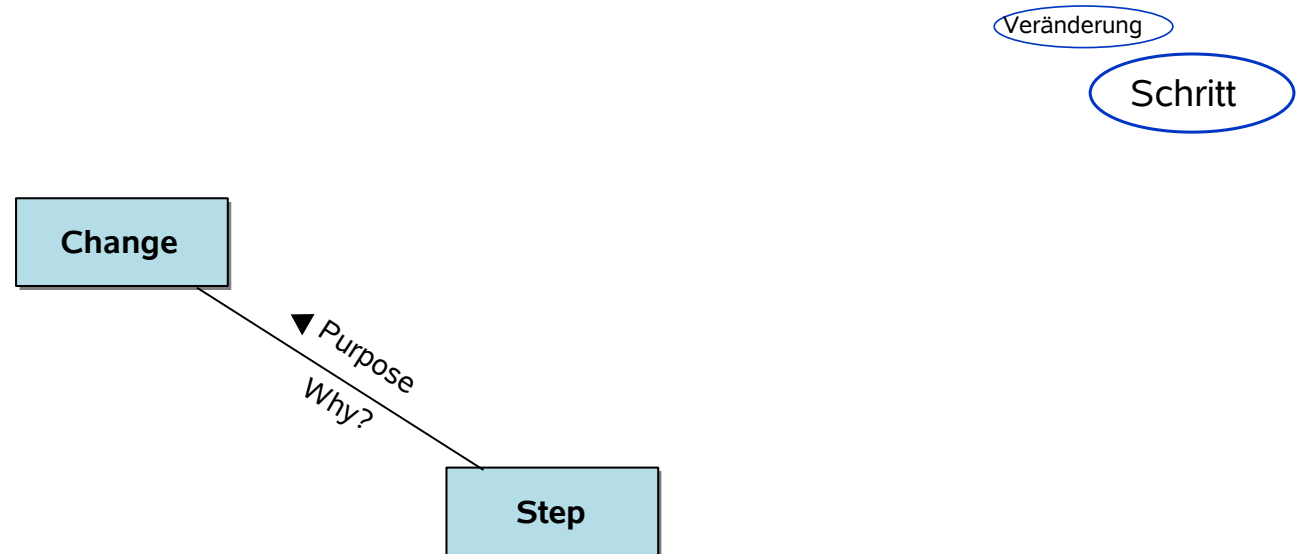 Veränderung
Schritt
Change
▼ Purpose
Why?
Step